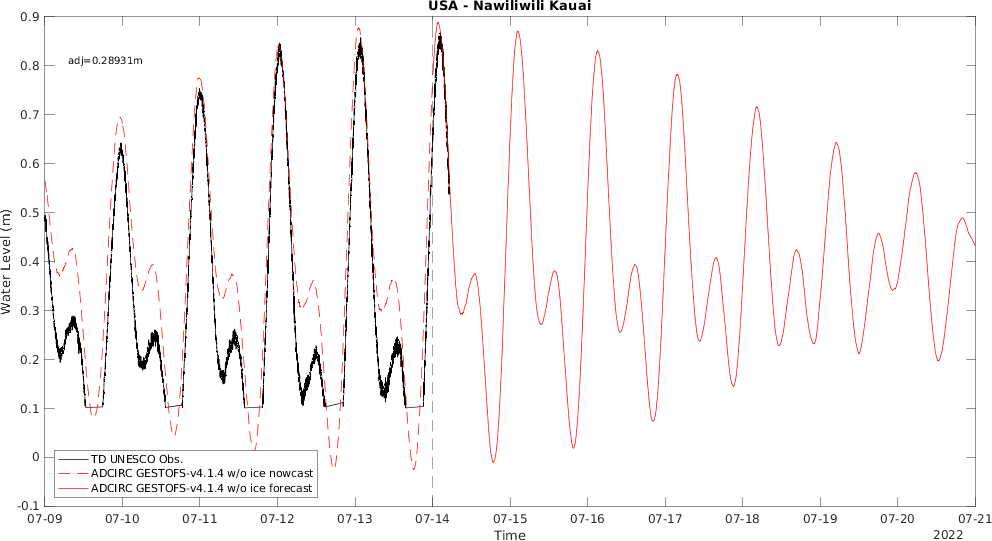 USA - Nawiliwili Kauai
0.9
0.8
0.7
0.6
0.5
0.4
0.3
0.2
0.1
0
-0.1
Water Level (m)
adj=0.28931m
TD UNESCO Obs.
ADCIRC GESTOFS-v4.1.4 w/o ice nowcast
ADCIRC GESTOFS-v4.1.4 w/o ice forecast
07-09 07-10 07-11 07-12 07-13 07-14 07-15 07-16 07-17 07-18 07-19 07-20 07-21
Time
2022